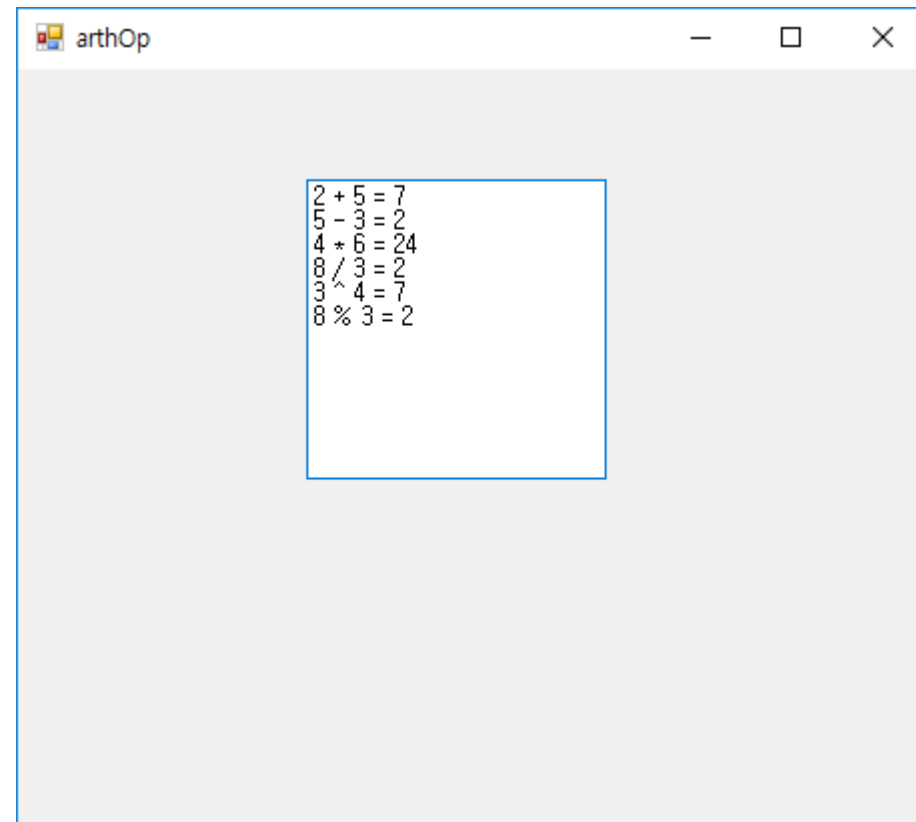 arthOp
2 + 5 = 7
5 - 3 = 2
4 * 6 = 24
8 / 3 = 2
3 ^ 4 = 7
8 % 3 = 2